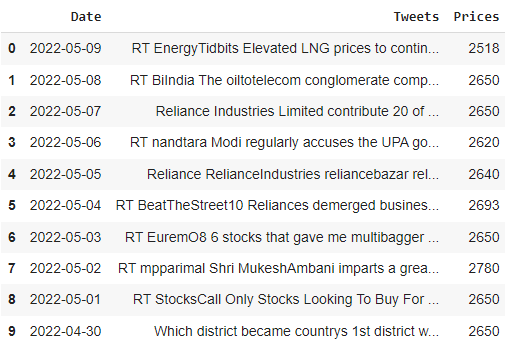 Date Tweets Prices
0 2022-05-09 RT EnergyTidbits Elevated LNG prices to contin... 2518
1 2022-05-08 RT BiIndia The oiltotelecom conglomerate comp... 2650
2 2022-05-07 Reliance Industries Limited contribute 20 of ... 2650
3 2022-05-06 RT nandtara Modi regularly accuses the UPA go... 2620
4 2022-05-05 Reliance RelianceIndustries reliancebazar rel... 2640
5 2022-05-04 RT BeatTheStreet10 Reliances demerged busines... 2693
6 2022-05-03 RT EuremO8 6 stocks that gave me multibagger ... 2650
7 2022-05-02 RT mpparimal Shri MukeshAmbani imparts a grea... 2780
8 2022-05-01 RT StocksCall Only Stocks Looking To Buy For ... 2650
9 2022-04-30 Which district became countrys 1st district w... 2650